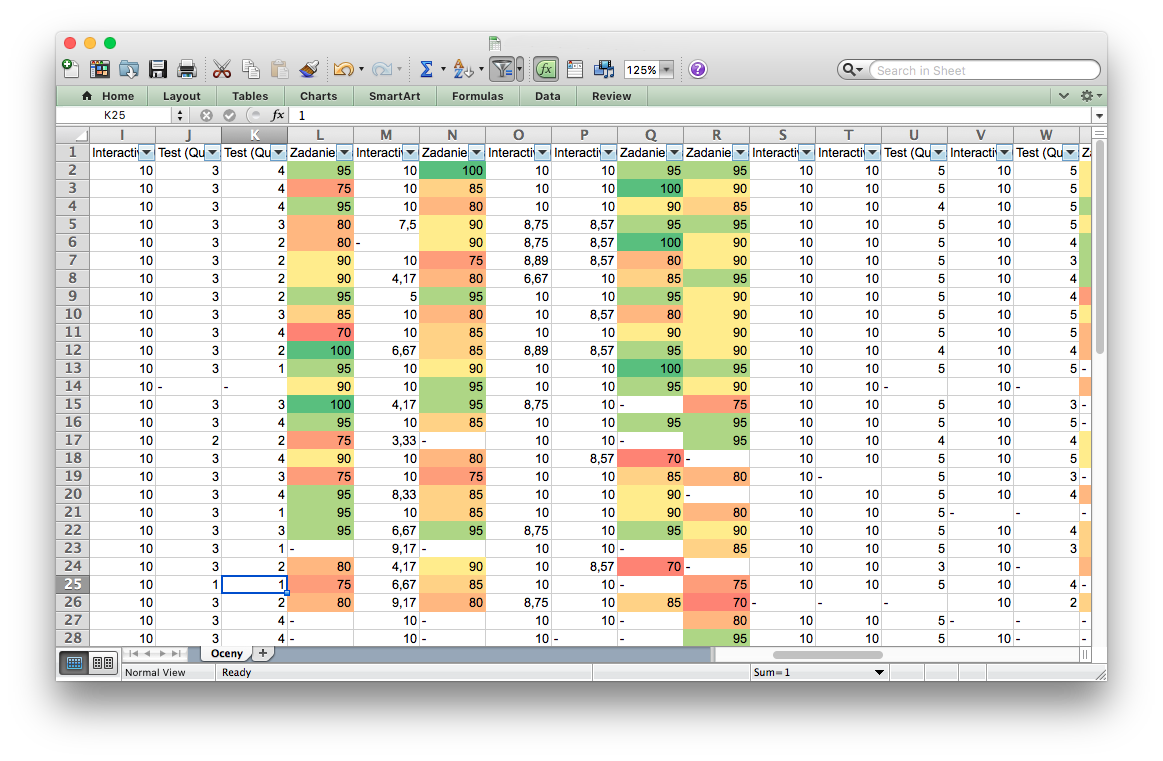 125%
Search in Sheet
Home Layout Tables Charts SmartArt Formulas Data Review
K25 fx 1
I J K L M N O P Q R S T U V W
1 Interactiv Test (Qu Test (Qu Zadanie Interactiv Zadanie Interactiv Interactiv Zadanie Zadanie Interactiv Interactiv Test (Qu Interactiv Test (Qu Za
2 10 3 4 95 10 100 10 10 95 95 10 10 5 10 5
3 10 3 4 75 10 85 10 10 100 90 10 10 5 10 5
4 10 3 4 95 10 80 10 10 90 85 10 10 4 10 5
5 10 3 3 80 7,5 90 8,75 8,57 95 95 10 10 5 10 5
6 10 3 2 80 - 90 8,75 8,57 100 90 10 10 5 10 4
7 10 3 2 90 10 75 8,89 8,57 80 90 10 10 5 10 3
8 10 3 2 90 4,17 80 6,67 10 85 95 10 10 5 10 4
9 10 3 2 95 5 95 10 10 95 90 10 10 5 10 4
10 10 3 3 85 10 80 10 8,57 80 90 10 10 5 10 5
11 10 3 4 70 10 85 10 10 90 90 10 10 5 10 5
12 10 3 2 100 6,67 85 8,89 8,57 95 90 10 10 4 10 4
13 10 3 1 95 10 90 10 10 100 95 10 10 5 10 5 -
14 10 - - 90 10 95 10 10 95 90 10 10 - 10 -
15 10 3 3 100 4,17 95 8,75 10 - 75 10 10 5 10 3 -
16 10 3 4 95 10 85 10 10 95 95 10 10 5 10 5 -
17 10 2 2 75 3,33 - 10 10 - 95 10 10 4 10 4
18 10 3 4 90 10 80 10 8,57 70 - 10 10 5 10 5
19 10 3 3 75 10 75 10 10 85 80 10 - 5 10 3 -
20 10 3 4 95 8,33 85 10 10 90 - 10 10 5 10 4
21 10 3 1 95 10 85 10 10 90 80 10 10 5 - - -
22 10 3 3 95 6,67 95 8,75 10 95 90 10 10 5 10 4
23 10 3 1 - 9,17 - 10 10 - 85 10 10 5 10 3
24 10 3 2 80 4,17 90 10 8,57 70 - 10 10 3 10 -
25 10 1 1 75 6,67 85 10 10 - 75 10 10 5 10 4 -
26 10 3 2 80 9,17 80 8,75 10 85 70 - - - 10 2
27 10 3 4 - 10 - 10 10 - 80 10 10 5 - - -
28 10 3 4 - 10 - 10 - - 95 10 10 5 10 - -
Oceny
Normal View Ready Sum=1